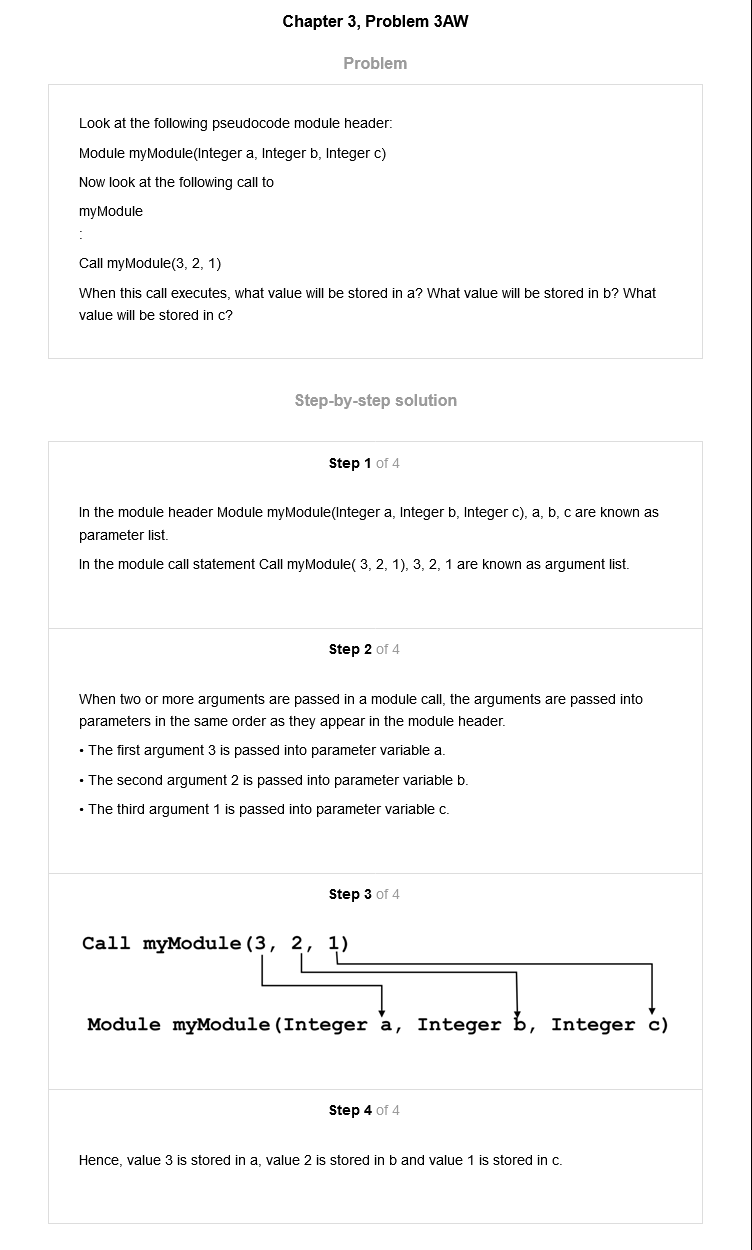 Chapter 3, Problem 3AW
Problem
Look at the following pseudocode module header:
Module myModule(Integer a, Integer b, Integer c)
Now look at the following call to
myModule
:
Call myModule(3, 2, 1)
When this call executes, what value will be stored in a? What value will be stored in b? What
value will be stored in c?
Step-by-step solution
Step 1 of 4
In the module header Module myModule(Integer a, Integer b, Integer c), a, b, c are known as
parameter list.
In the module call statement Call myModule( 3, 2, 1), 3, 2, 1 are known as argument list.
Step 2 of 4
When two or more arguments are passed in a module call, the arguments are passed into
parameters in the same order as they appear in the module header.
• The first argument 3 is passed into parameter variable a.
• The second argument 2 is passed into parameter variable b.
• The third argument 1 is passed into parameter variable c.
Step 3 of 4
Call myModule(3, 2, 1)
Module myModule(Integer a, Integer b, Integer c)
Step 4 of 4
Hence, value 3 is stored in a, value 2 is stored in b and value 1 is stored in c.